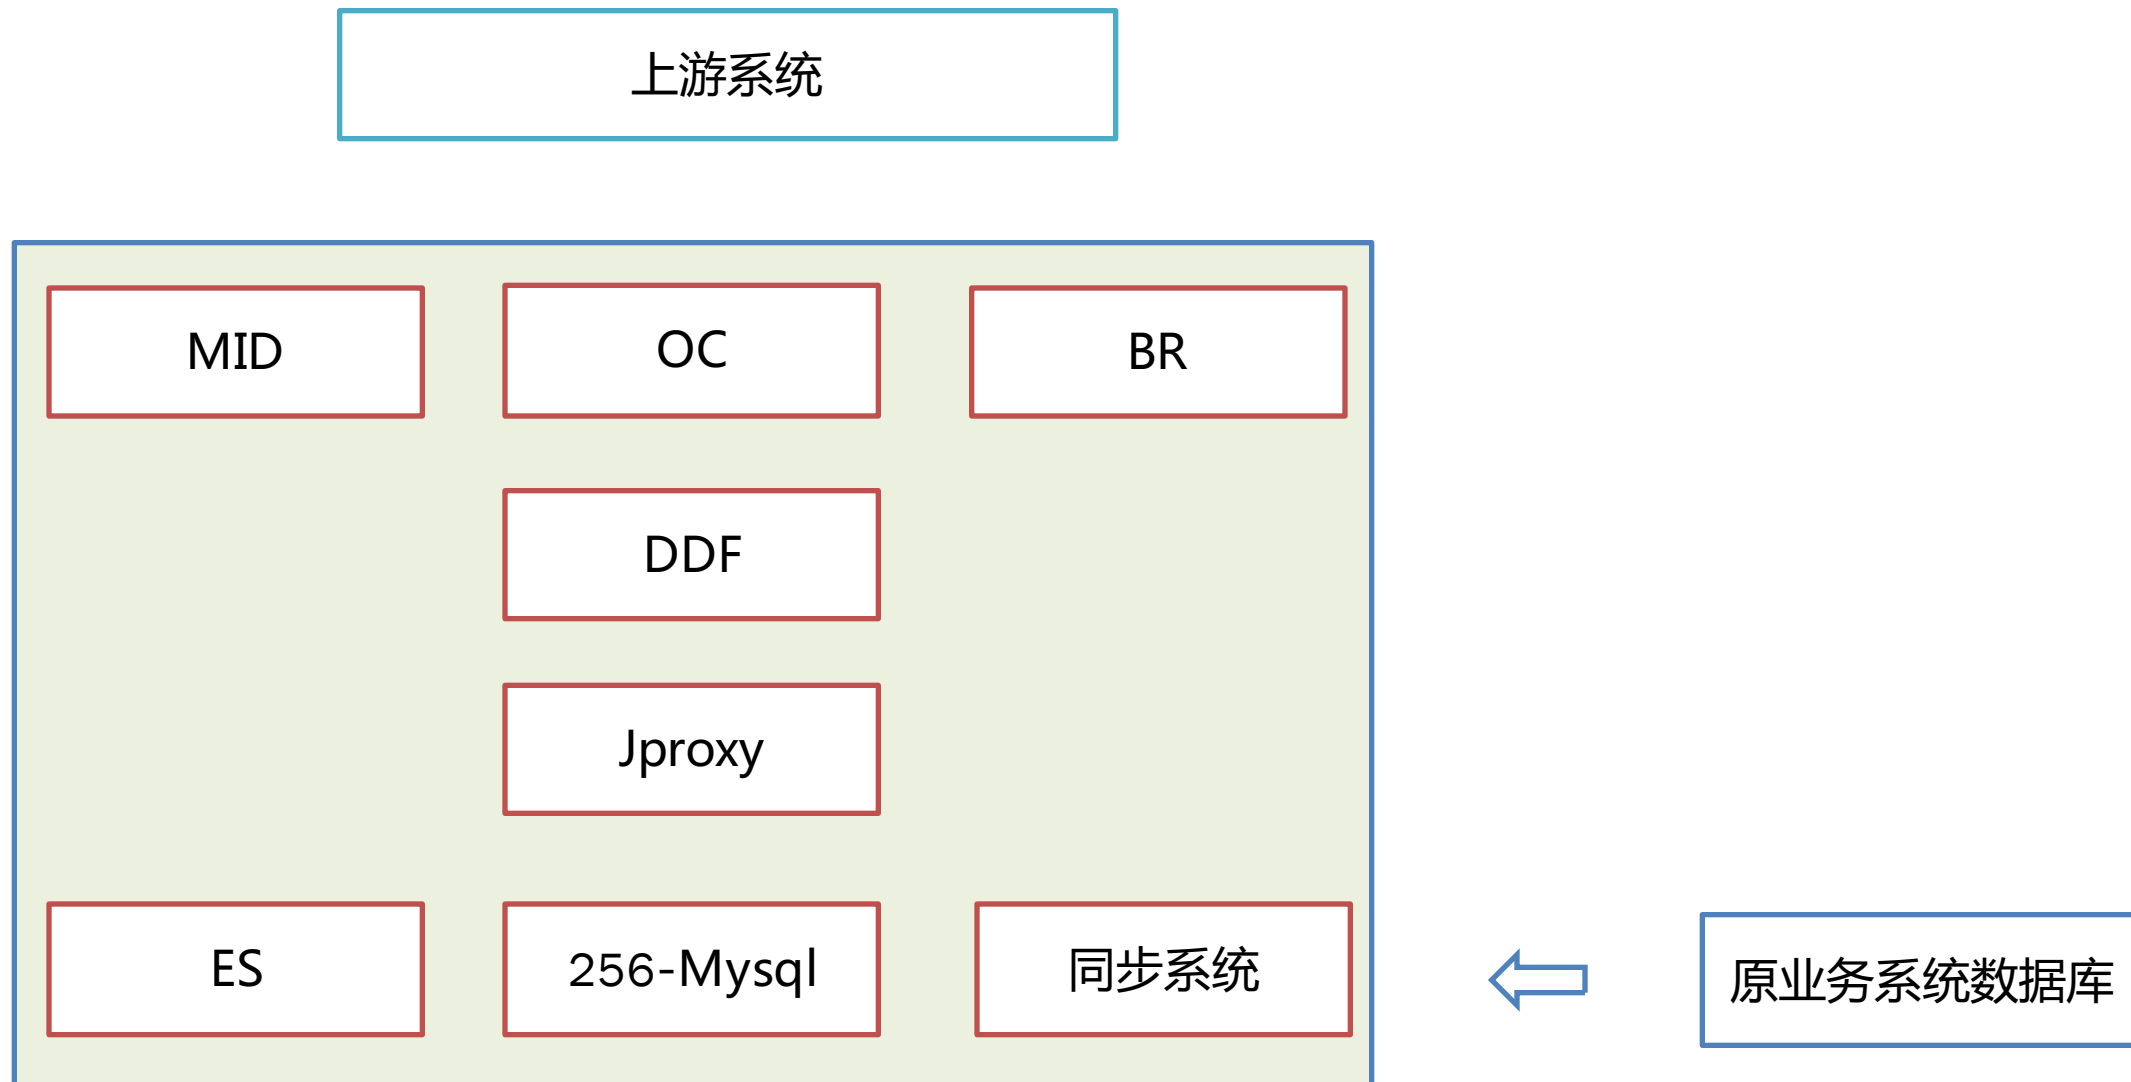 上游系统
MID
OC
BR
DDF
Jproxy
ES
256-Mysql
同步系统
原业务系统数据库